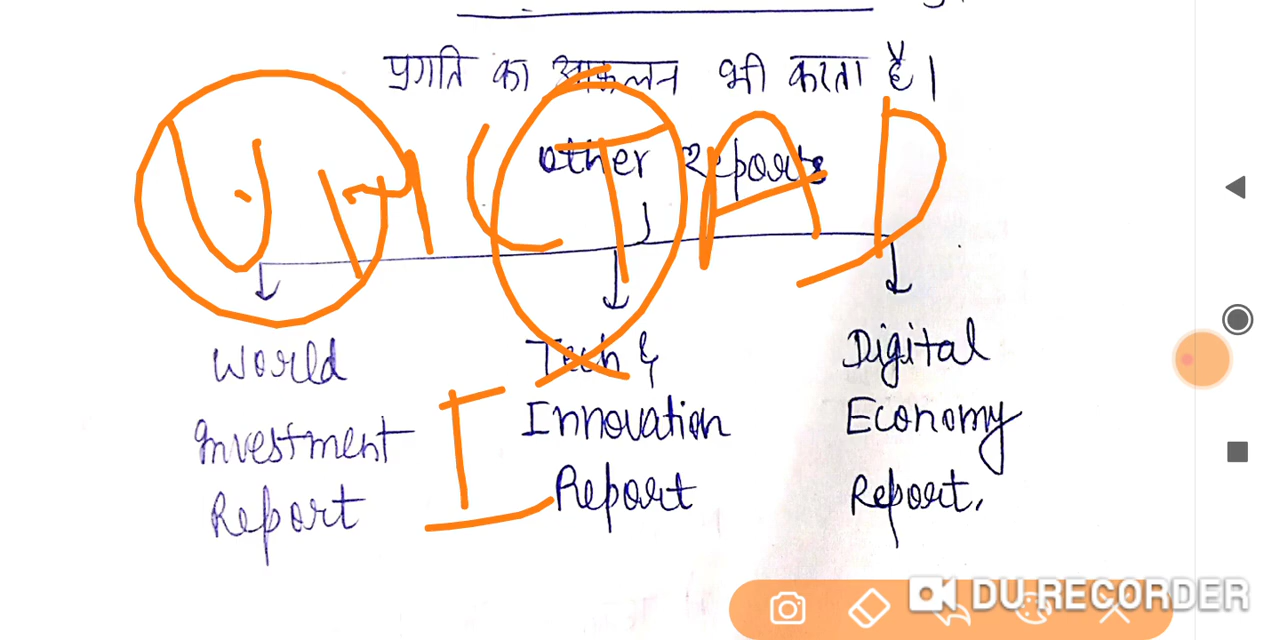 प्रगति का आकलन भी करता है।
other Reports
UNCTAD
World
Investment
Report
Tech &
Innovation
Report
I
Digital
Economy
Report.
DU RECORDER